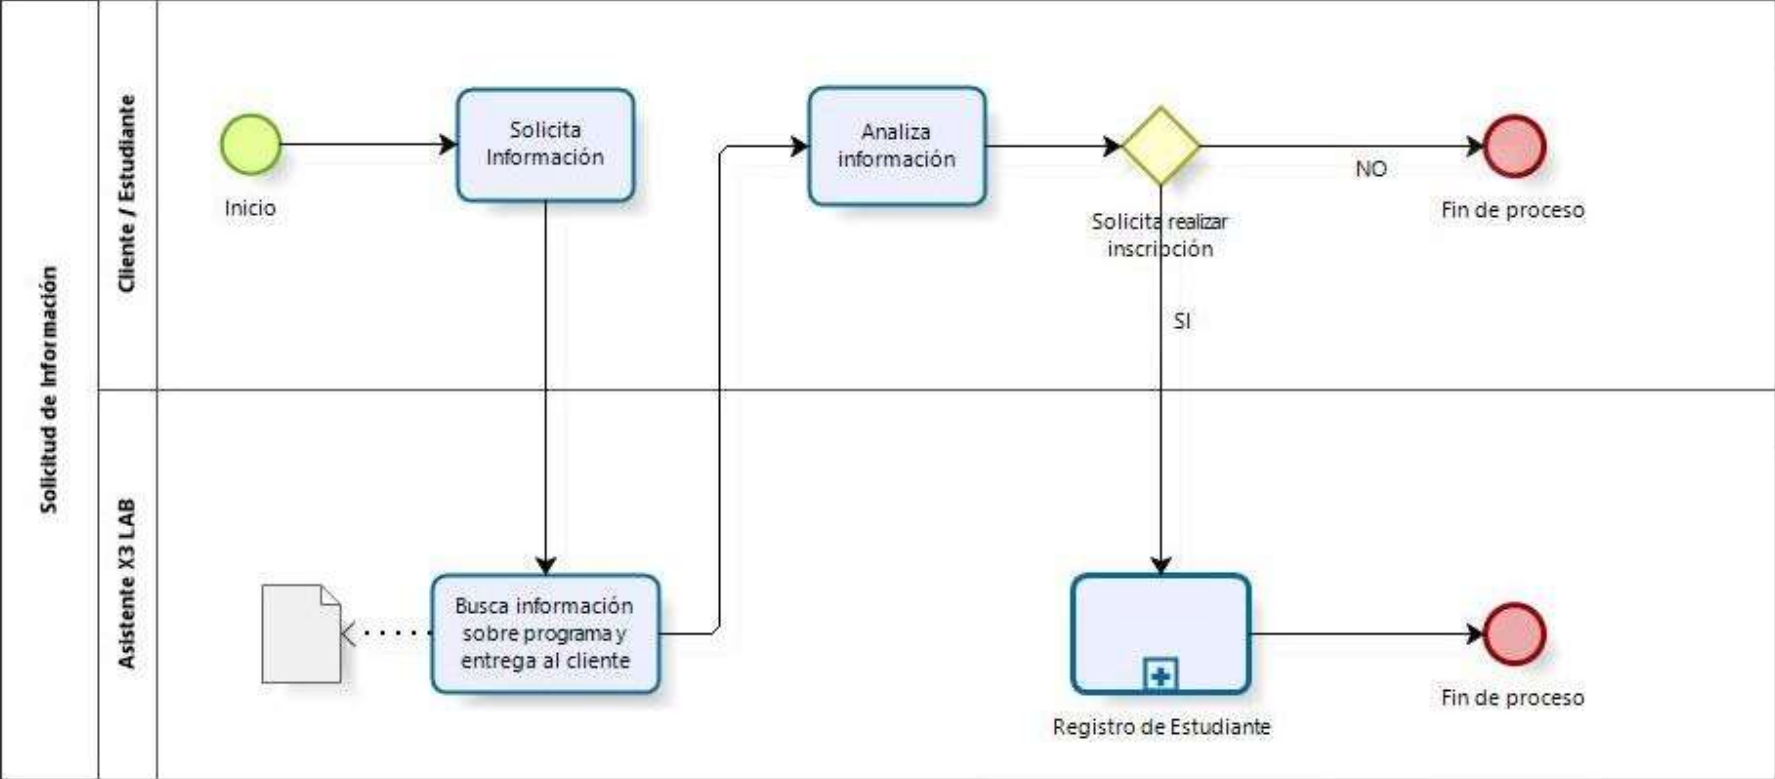 Solicitud de Información
Cliente / Estudiante
Inicio
Solicita
Información
Analiza
información
Solicita realizar
inscripción
NO
Fin de proceso
SI
Asistente X3 LAB
Busca información
sobre programa y
entrega al cliente
Registro de Estudiante
Fin de proceso